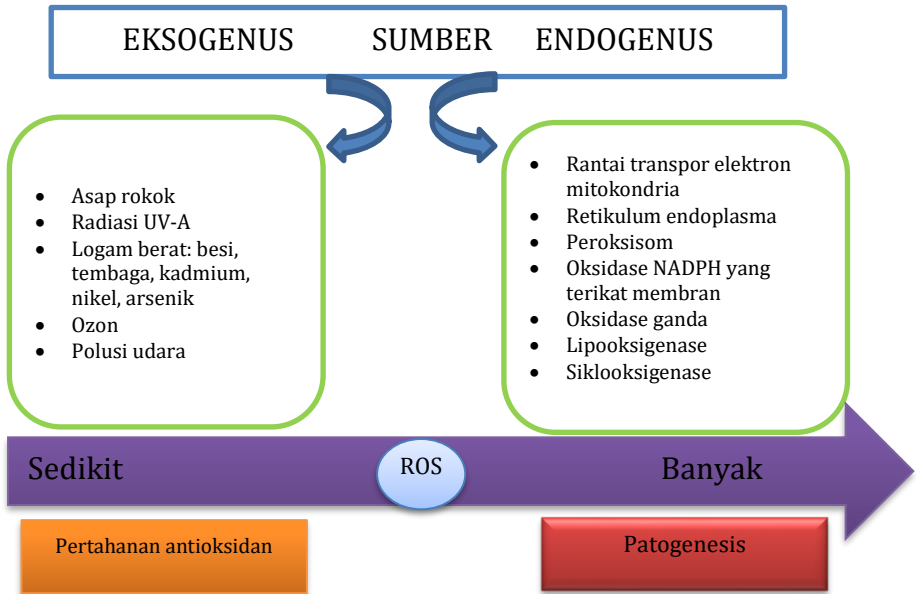 EKSOGENUS SUMBER ENDOGENUS
• Asap rokok
• Radiasi UV-A
• Logam berat: besi,
tembaga, kadmium,
nikel, arsenik
• Ozon
• Polusi udara
• Rantai transpor elektron
mitokondria
• Retikulum endoplasma
• Peroksisom
• Oksidase NADPH yang
terikat membran
• Oksidase ganda
• Lipooksigenase
• Siklooksigenase
Sedikit
ROS
Banyak
Pertahanan antioksidan
Patogenesis